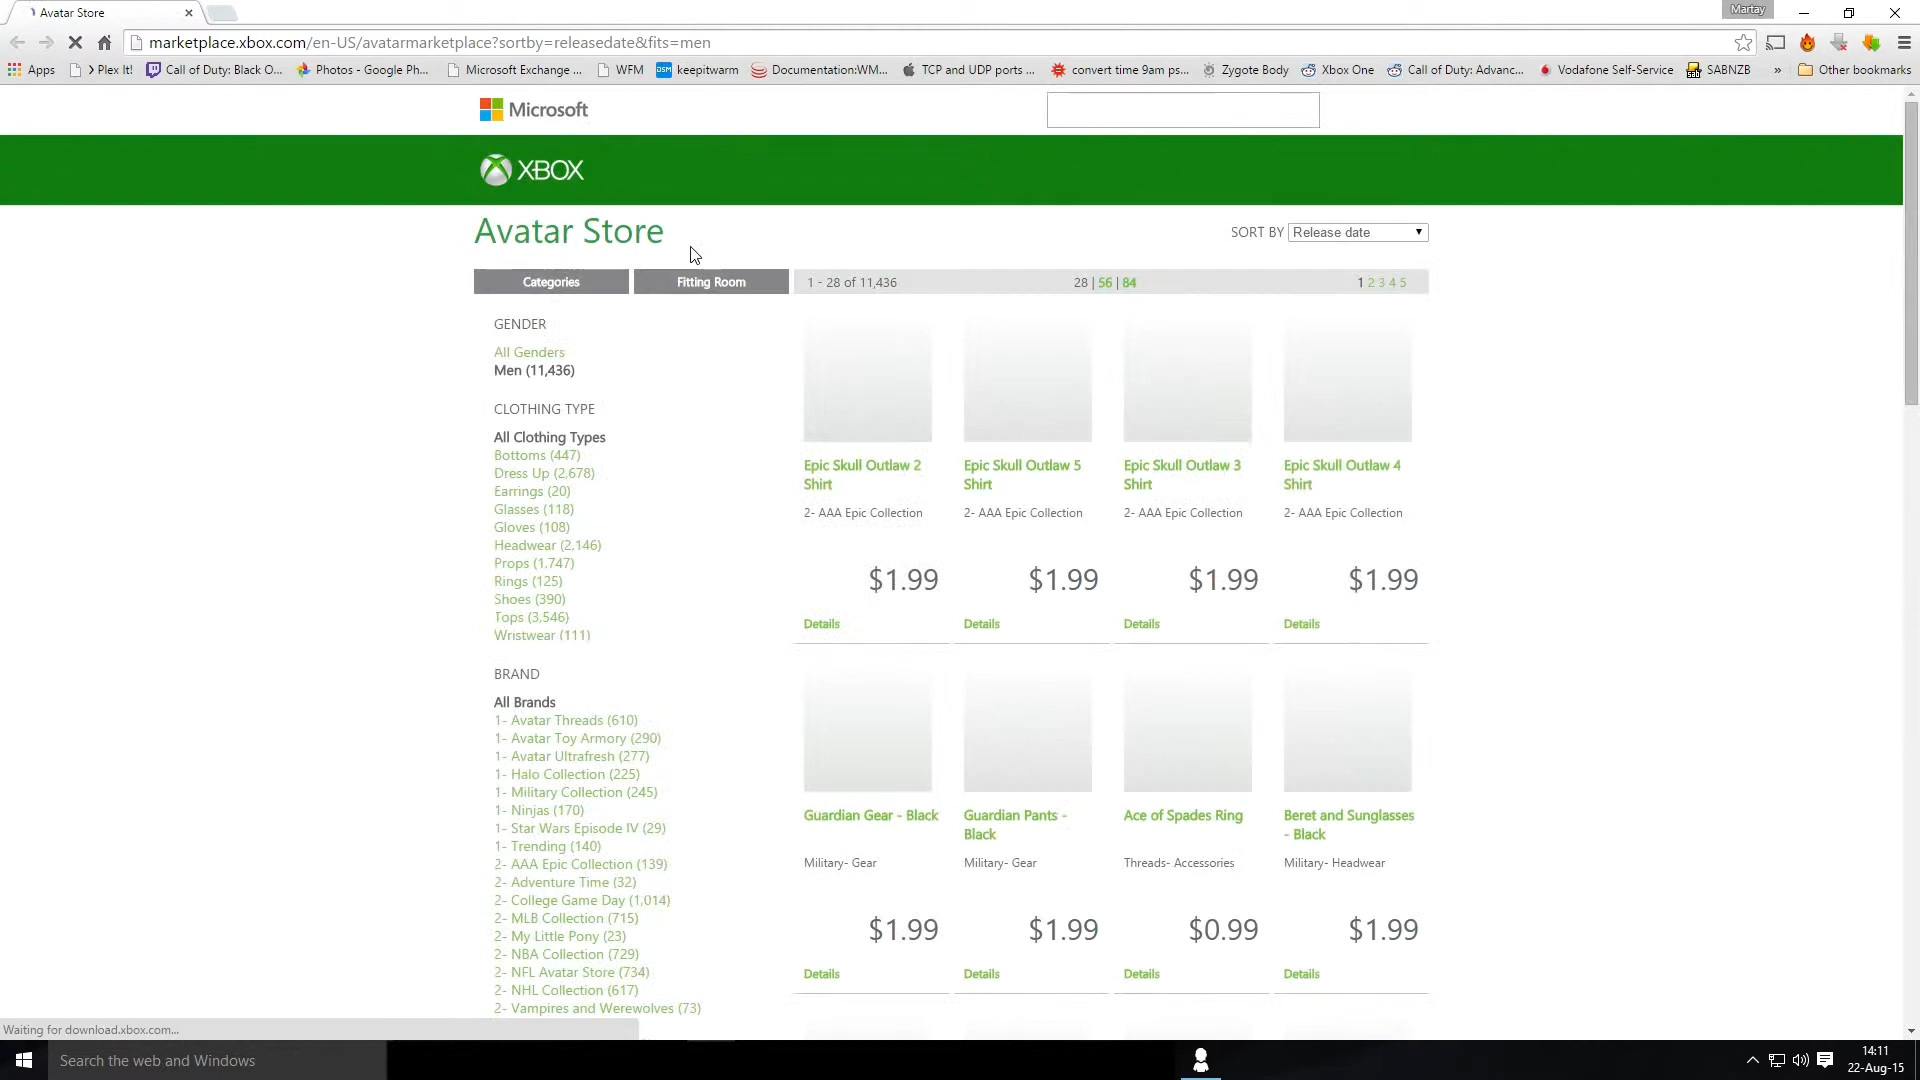 Avatar Store
Martay
marketplace.xbox.com/en-US/avatarmarketplace?sortby=releasedate&fits=men
Apps > Plex It! Call of Duty: Black O... Photos - Google Ph... Microsoft Exchange ... WFM DSM keepitwarm Documentation:WM... TCP and UDP ports ... convert time 9am ps... Zygote Body Xbox One Call of Duty: Advanc... Vodafone Self-Service SABNZB » Other bookmarks
Microsoft
XBOX
Avatar Store
SORT BY Release date
Categories Fitting Room 1 - 28 of 11,436 28 | 56 | 84 1 2 3 4 5
GENDER
All Genders
Men (11,436)
CLOTHING TYPE
All Clothing Types
Bottoms (447)
Dress Up (2,678)
Earrings (20)
Glasses (118)
Gloves (108)
Headwear (2,146)
Props (1,747)
Rings (125)
Shoes (390)
Tops (3,546)
Wristwear (111)
BRAND
All Brands
1- Avatar Threads (610)
1- Avatar Toy Armory (290)
1- Avatar Ultrafresh (277)
1- Halo Collection (225)
1- Military Collection (245)
1- Ninjas (170)
1- Star Wars Episode IV (29)
1- Trending (140)
2- AAA Epic Collection (139)
2- Adventure Time (32)
2- College Game Day (1,014)
2- MLB Collection (715)
2- My Little Pony (23)
2- NBA Collection (729)
2- NFL Avatar Store (734)
2- NHL Collection (617)
2- Vampires and Werewolves (73)
Epic Skull Outlaw 2 Epic Skull Outlaw 5 Epic Skull Outlaw 3 Epic Skull Outlaw 4
Shirt Shirt Shirt Shirt
2- AAA Epic Collection 2- AAA Epic Collection 2- AAA Epic Collection 2- AAA Epic Collection
$1.99 $1.99 $1.99 $1.99
Details Details Details Details
Guardian Gear - Black Guardian Pants - Ace of Spades Ring Beret and Sunglasses
Black - Black
Military- Gear Military- Gear Threads- Accessories Military- Headwear
$1.99 $1.99 $0.99 $1.99
Details Details Details Details
Waiting for download.xbox.com...
Search the web and Windows
14:11
22-Aug-15